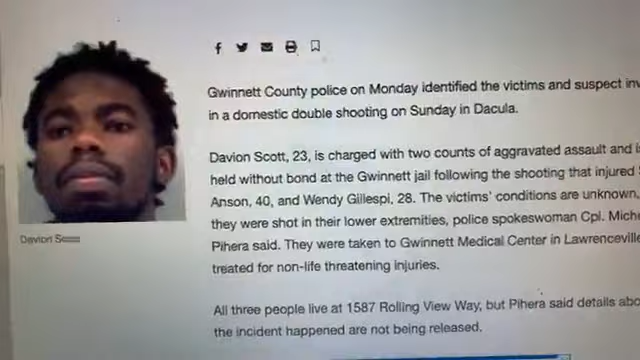 Gwinnett County police on Monday identified the victims and suspect inv
in a domestic double shooting on Sunday in Dacula.
Davion Scott, 23, is charged with two counts of aggravated assault and i
held without bond at the Gwinnett jail following the shooting that injured
Anson, 40, and Wendy Gillespi, 28. The victims' conditions are unknown,
they were shot in their lower extremities, police spokeswoman Cpl. Miche
Pihera said. They were taken to Gwinnett Medical Center in Lawrenceville
treated for non-life threatening injuries.
All three people live at 1587 Rolling View Way, but Pihera said details abo
the incident happened are not being released.
Davion Scott